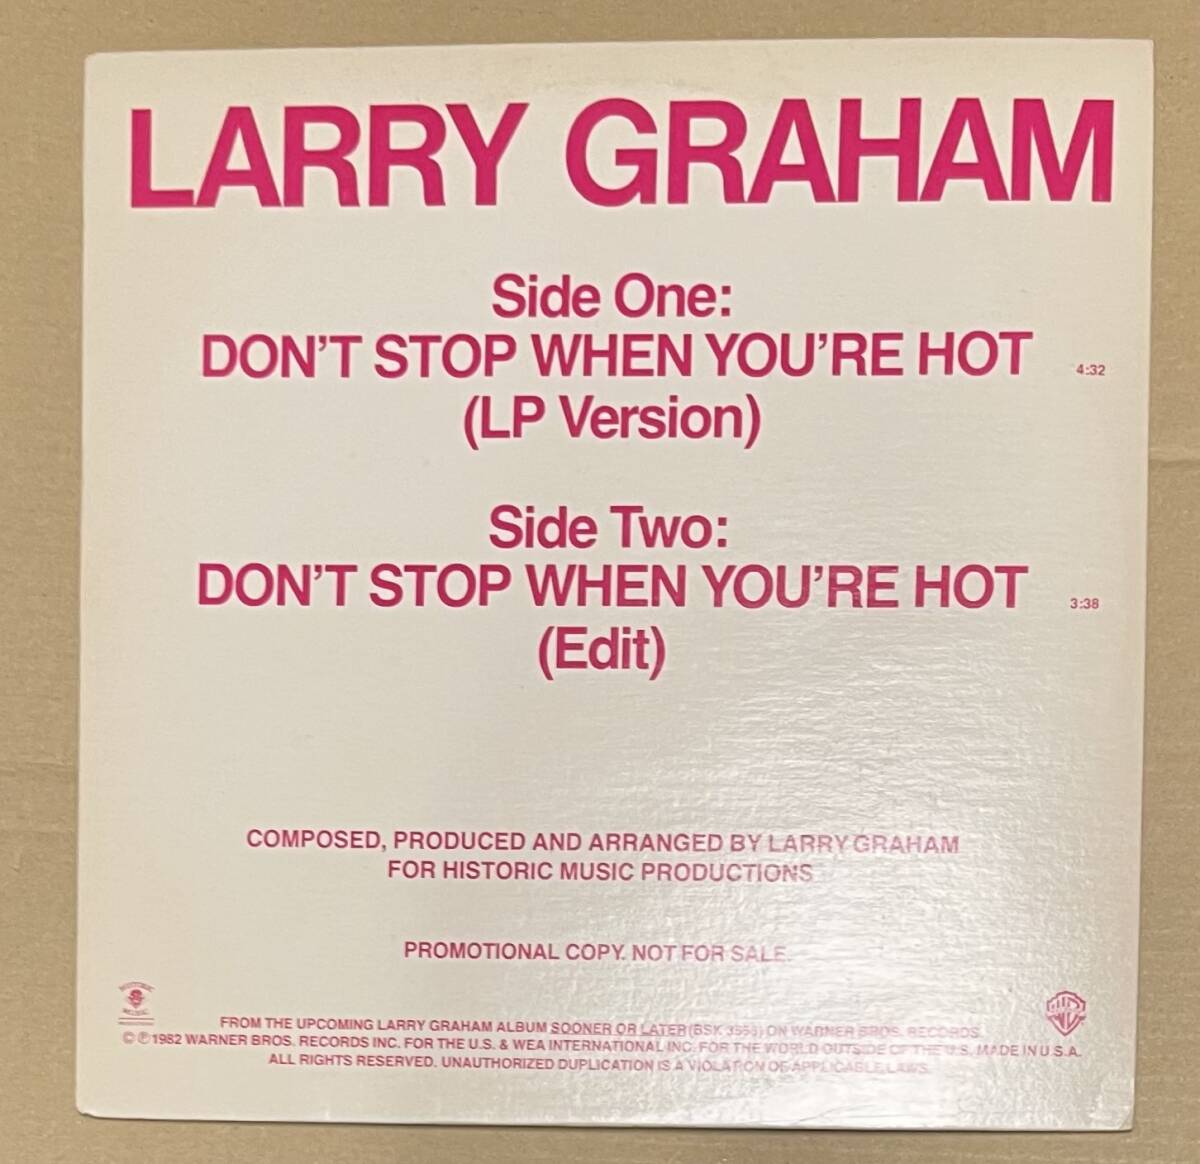 LARRY GRAHAM
Side One:
DON'T STOP WHEN YOU'RE HOT 4:32
(LP Version)
Side Two:
DON'T STOP WHEN YOU'RE HOT 3:38
(Edit)
COMPOSED, PRODUCED AND ARRANGED BY LARRY GRAHAM
FOR HISTORIC MUSIC PRODUCTIONS
PROMOTIONAL COPY. NOT FOR SALE.
HISTORIC
MUSIC
FROM THE UPCOMING LARRY GRAHAM ALBUM SOONER OR LATER (BSK ) ON WARNER BROS. RECORDS.
©℗1982 WARNER BROS. RECORDS INC. FOR THE U.S. & WEA INTERNATIONAL INC. FOR THE WORLD OUTSIDE OF THE U.S. MADE IN U.S.A.
ALL RIGHTS RESERVED. UNAUTHORIZED DUPLICATION IS A VIOLATION OF APPLICABLE LAWS.